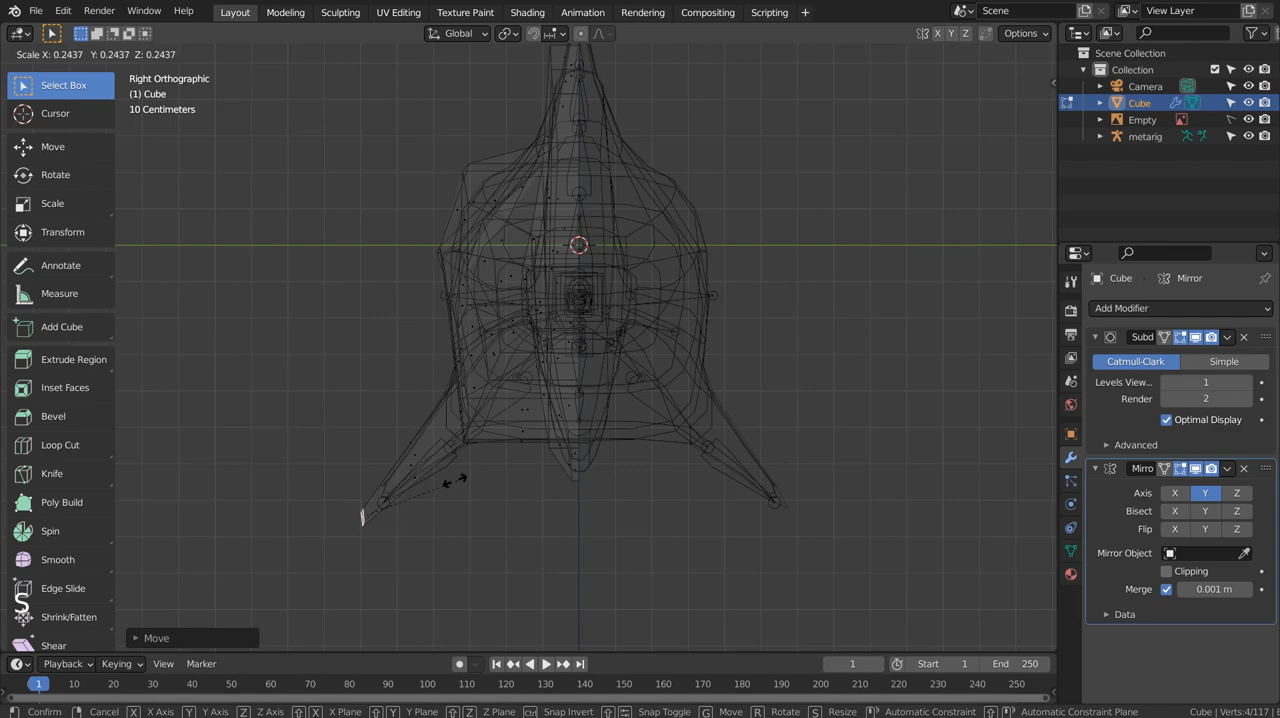 File Edit Render Window Help Layout Modeling Sculpting UV Editing Texture Paint Shading Animation Rendering Compositing Scripting + Scene View Layer
Global X Y Z Options
Scale X: 0.2437 Y: 0.2437 Z: 0.2437
Right Orthographic
(1) Cube
10 Centimeters
Select Box
Cursor
Move
Rotate
Scale
Transform
Annotate
Measure
Add Cube
Extrude Region
Inset Faces
Bevel
Loop Cut
Knife
Poly Build
Spin
Smooth
Edge Slide
Shrink/Fatten
Shear
S
Move
Scene Collection
Collection
Camera
Cube
Empty
metarig
Cube Mirror
Add Modifier
Subd
Catmull-Clark Simple
Levels View... 1
Render 2
Optimal Display
Advanced
Mirro
Axis X Y Z
Bisect X Y Z
Flip X Y Z
Mirror Object
Clipping
Merge 0.001 m
Data
Playback Keying View Marker 1 Start 1 End 250
1 10 20 30 40 50 60 70 80 90 100 110 120 130 140 150 160 170 180 190 200 210 220 230 240 250
Confirm Cancel X X Axis Y Y Axis Z Z Axis X X Plane Y Y Plane Z Z Plane Ctrl Snap Invert Snap Toggle G Move R Rotate S Resize Automatic Constraint Automatic Constraint Plane Cube | Verts:4/117